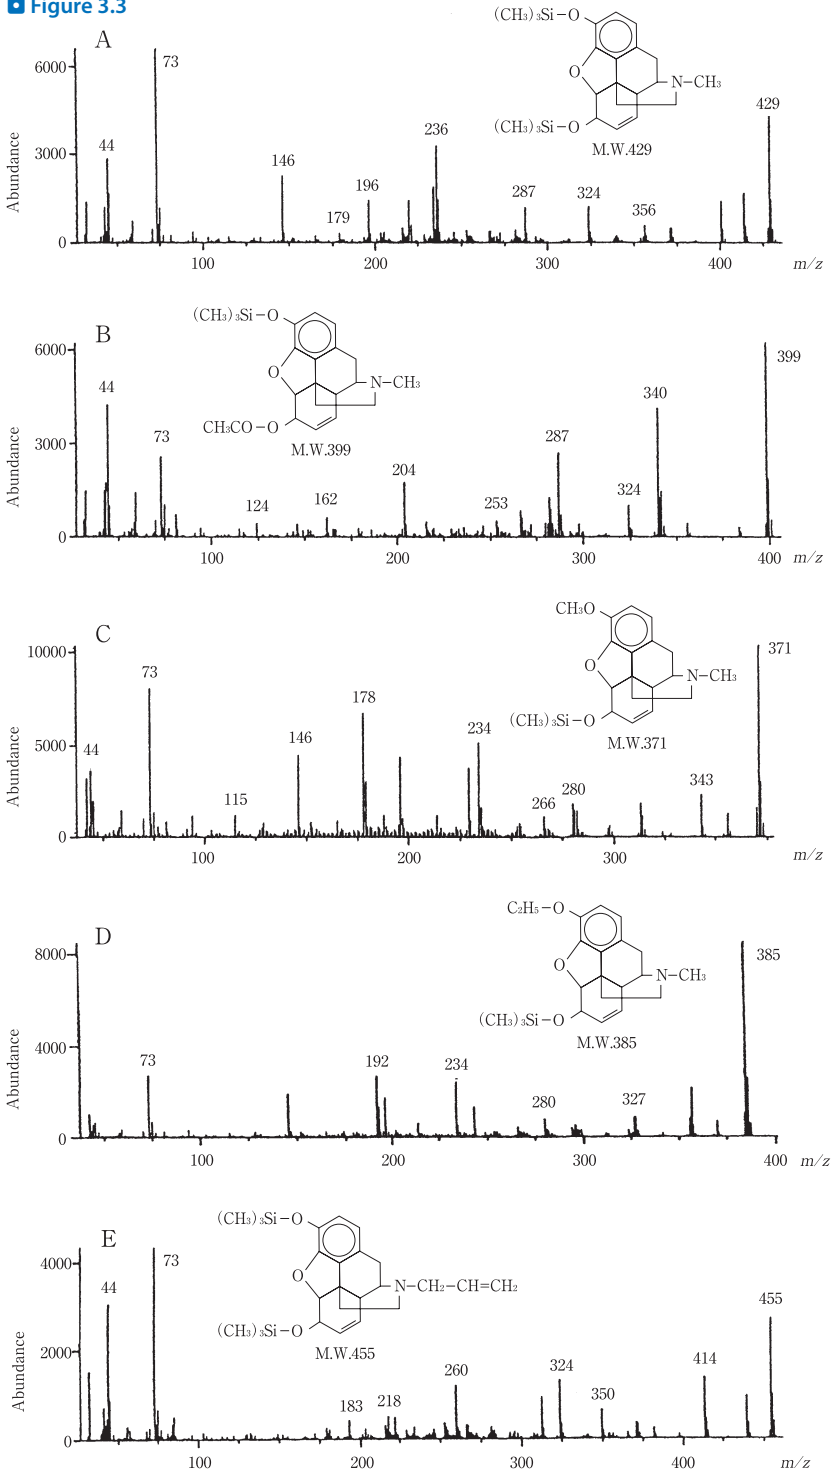 Figure 3.3
A
(CH₃)₃Si−O
O
N−CH₃
(CH₃)₃Si−O
M.W.429
Abundance
6000
3000
0
44
73
146
179
196
236
287
324
356
429
100
200
300
400
m/z
B
(CH₃)₃Si−O
O
N−CH₃
CH₃CO−O
M.W.399
Abundance
6000
3000
0
44
73
124
162
204
253
287
324
340
399
100
200
300
400
m/z
C
CH₃O
O
N−CH₃
(CH₃)₃Si−O
M.W.371
Abundance
10000
5000
0
44
73
115
146
178
234
266
280
343
371
100
200
300
m/z
D
C₂H₅−O
O
N−CH₃
(CH₃)₃Si−O
M.W.385
Abundance
8000
4000
0
73
192
234
280
327
385
100
200
300
400
m/z
E
(CH₃)₃Si−O
O
N−CH₂−CH=CH₂
(CH₃)₃Si−O
M.W.455
Abundance
4000
2000
0
44
73
183
218
260
324
350
414
455
100
200
300
400
m/z